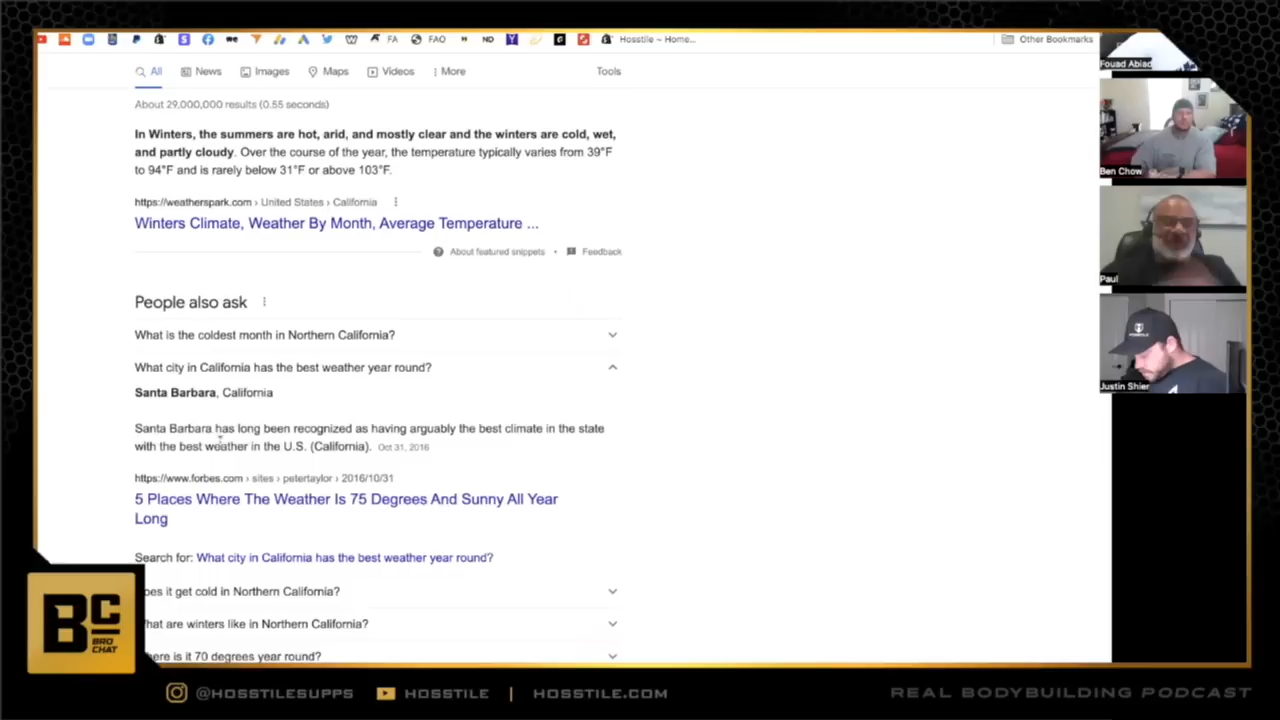 FA
FAQ
ND
Hosstile ~ Home...
Other Bookmarks
All
News
Images
Maps
Videos
More
Tools
About 29,000,000 results (0.55 seconds)
In Winters, the summers are hot, arid, and mostly clear and the winters are cold, wet,
and partly cloudy. Over the course of the year, the temperature typically varies from 39°F
to 94°F and is rarely below 31°F or above 103°F.
https://weatherspark.com › United States › California
Winters Climate, Weather By Month, Average Temperature ...
About featured snippets • Feedback
People also ask
What is the coldest month in Northern California?
What city in California has the best weather year round?
Santa Barbara, California
Santa Barbara has long been recognized as having arguably the best climate in the state
with the best weather in the U.S. (California). Oct 31, 2016
https://www.forbes.com › sites › petertaylor › 2016/10/31
5 Places Where The Weather Is 75 Degrees And Sunny All Year
Long
Search for: What city in California has the best weather year round?
oes it get cold in Northern California?
hat are winters like in Northern California?
here is it 70 degrees year round?
Fouad Abiad
Ben Chow
Paul
Justin Shier
BC
BRO
CHAT
@HOSSTILESUPPS
HOSSTILE
|
HOSSTILE.COM
REAL BODYBUILDING PODCAST